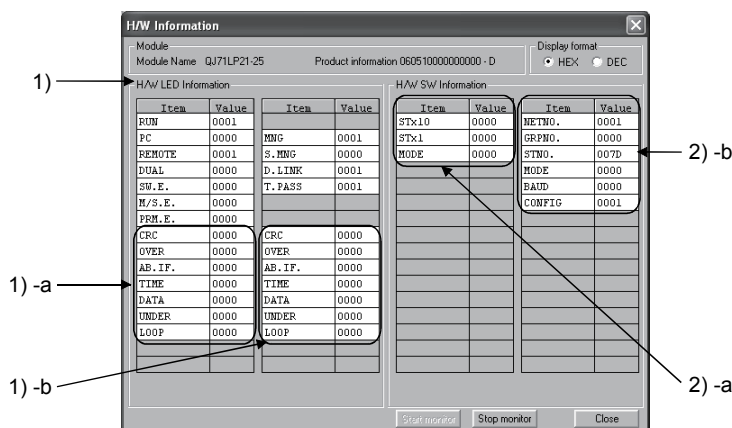 H/W Information
Module
Module Name QJ71LP21-25 Product information 060510000000000 - D
Display format
HEX DEC
1)
H/W LED Information
Item Value Item Value
RUN 0001
PC 0000 MNG 0001
REMOTE 0001 S.MNG 0000
DUAL 0000 D.LINK 0001
SW.E. 0000 T.PASS 0001
M/S.E. 0000
PRM.E. 0000
CRC 0000 CRC 0000
OVER 0000 OVER 0000
AB.IF. 0000 AB.IF. 0000
TIME 0000 TIME 0000
DATA 0000 DATA 0000
UNDER 0000 UNDER 0000
LOOP 0000 LOOP 0000
1) -a
1) -b
H/W SW Information
Item Value Item Value
STx10 0000 NETNO. 0001
STx1 0000 GRPNO. 0000
MODE 0000 STNO. 007D
MODE 0000
BAUD 0000
CONFIG 0001
2) -b
2) -a
Start monitor Stop monitor Close